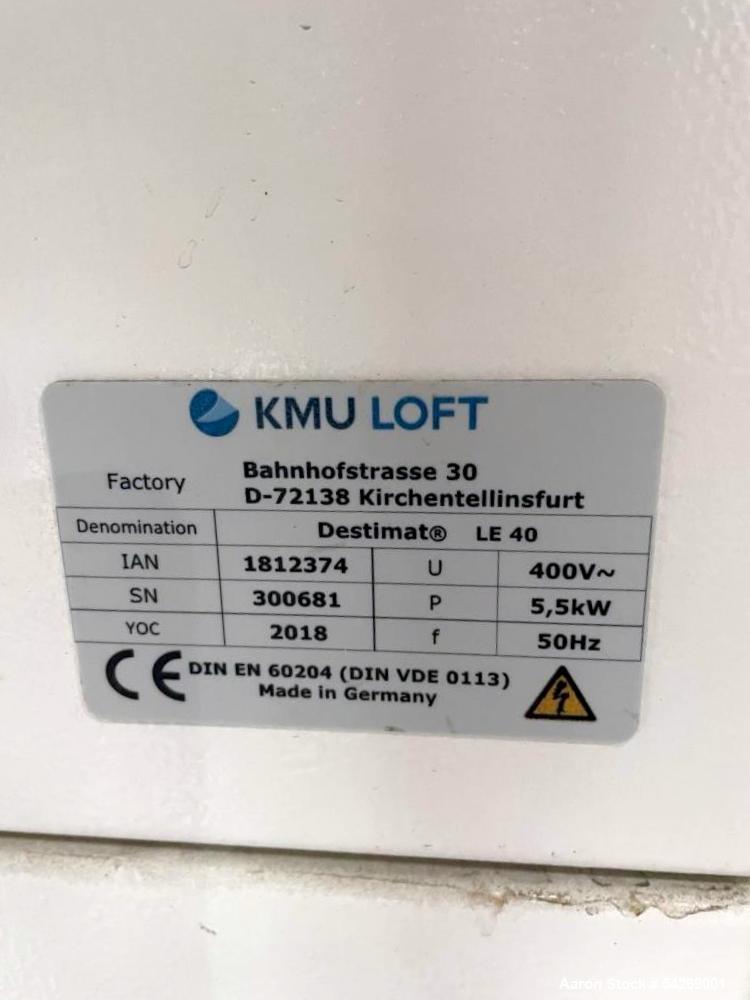 KMU LOFT
Factory
Bahnhofstrasse 30
D-72138 Kirchentellinsfurt
Denomination Destimat® LE 40
IAN 1812374 U 400V~
SN 300681 P 5,5kW
YOC 2018 f 50Hz
CE DIN EN 60204 (DIN VDE 0113)
Made in Germany
Aaron Stock # 54269001